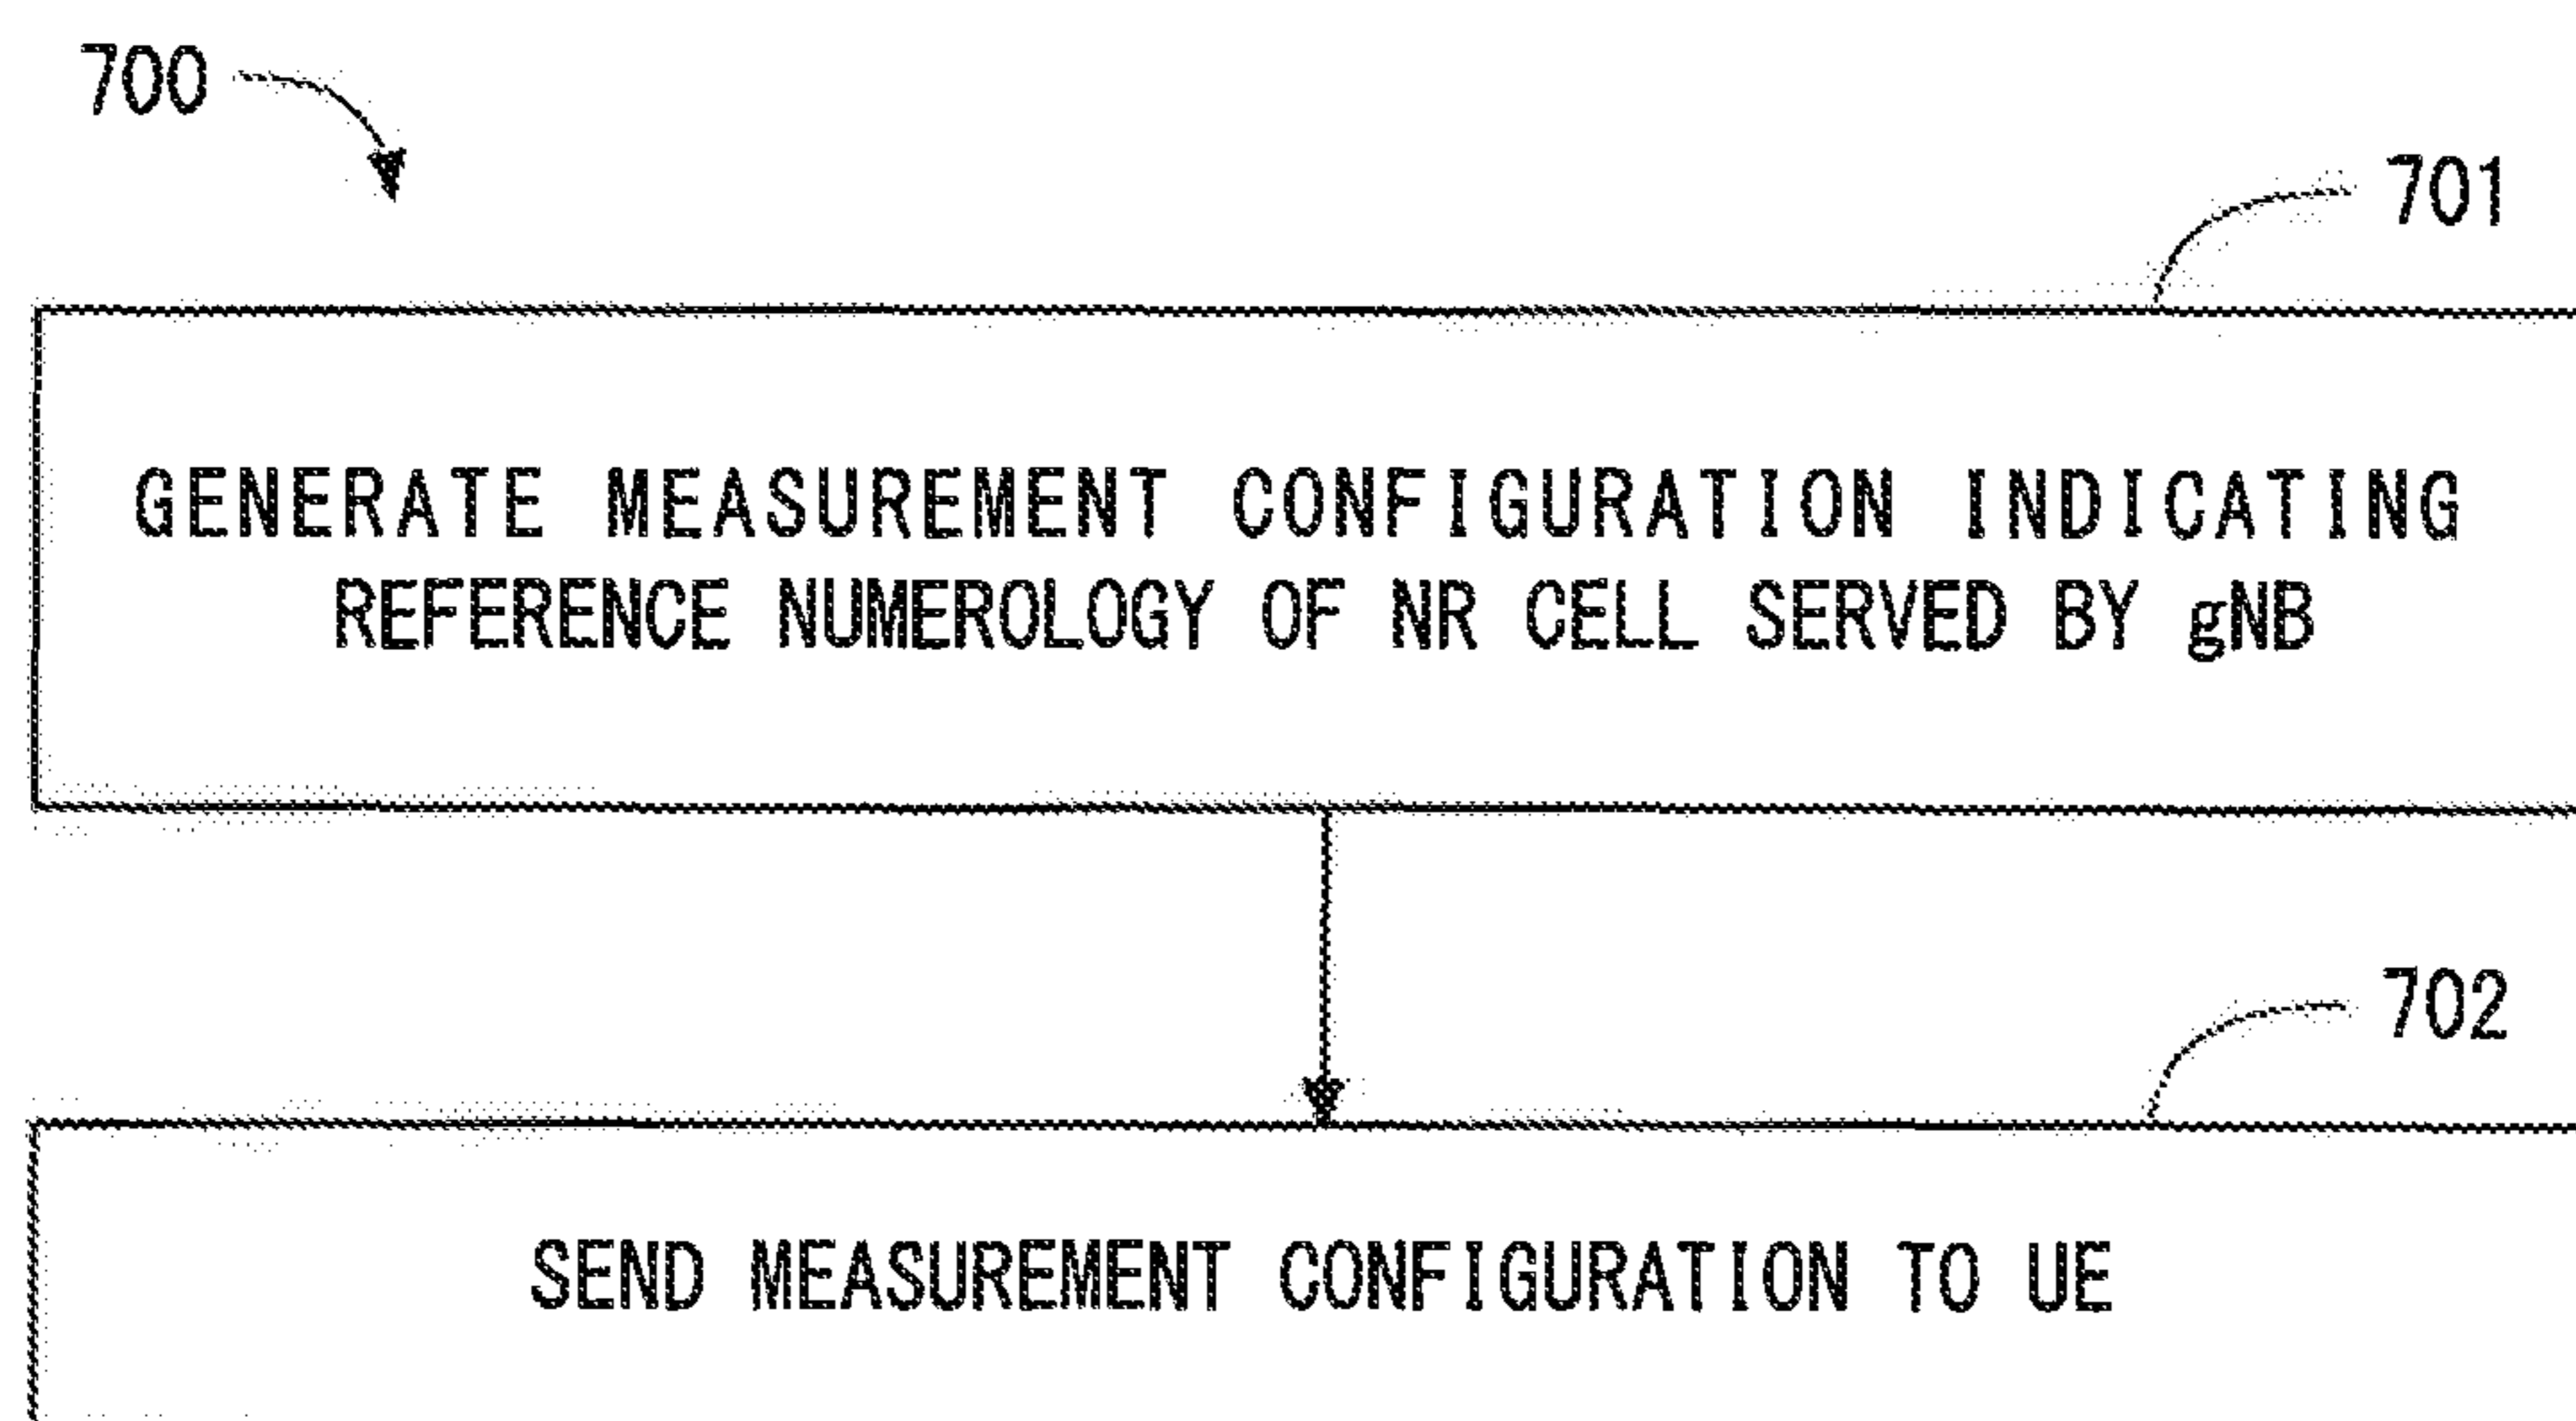 700
701
GENERATE MEASUREMENT CONFIGURATION INDICATING
REFERENCE NUMEROLOGY OF NR CELL SERVED BY gNB
702
SEND MEASUREMENT CONFIGURATION TO UE